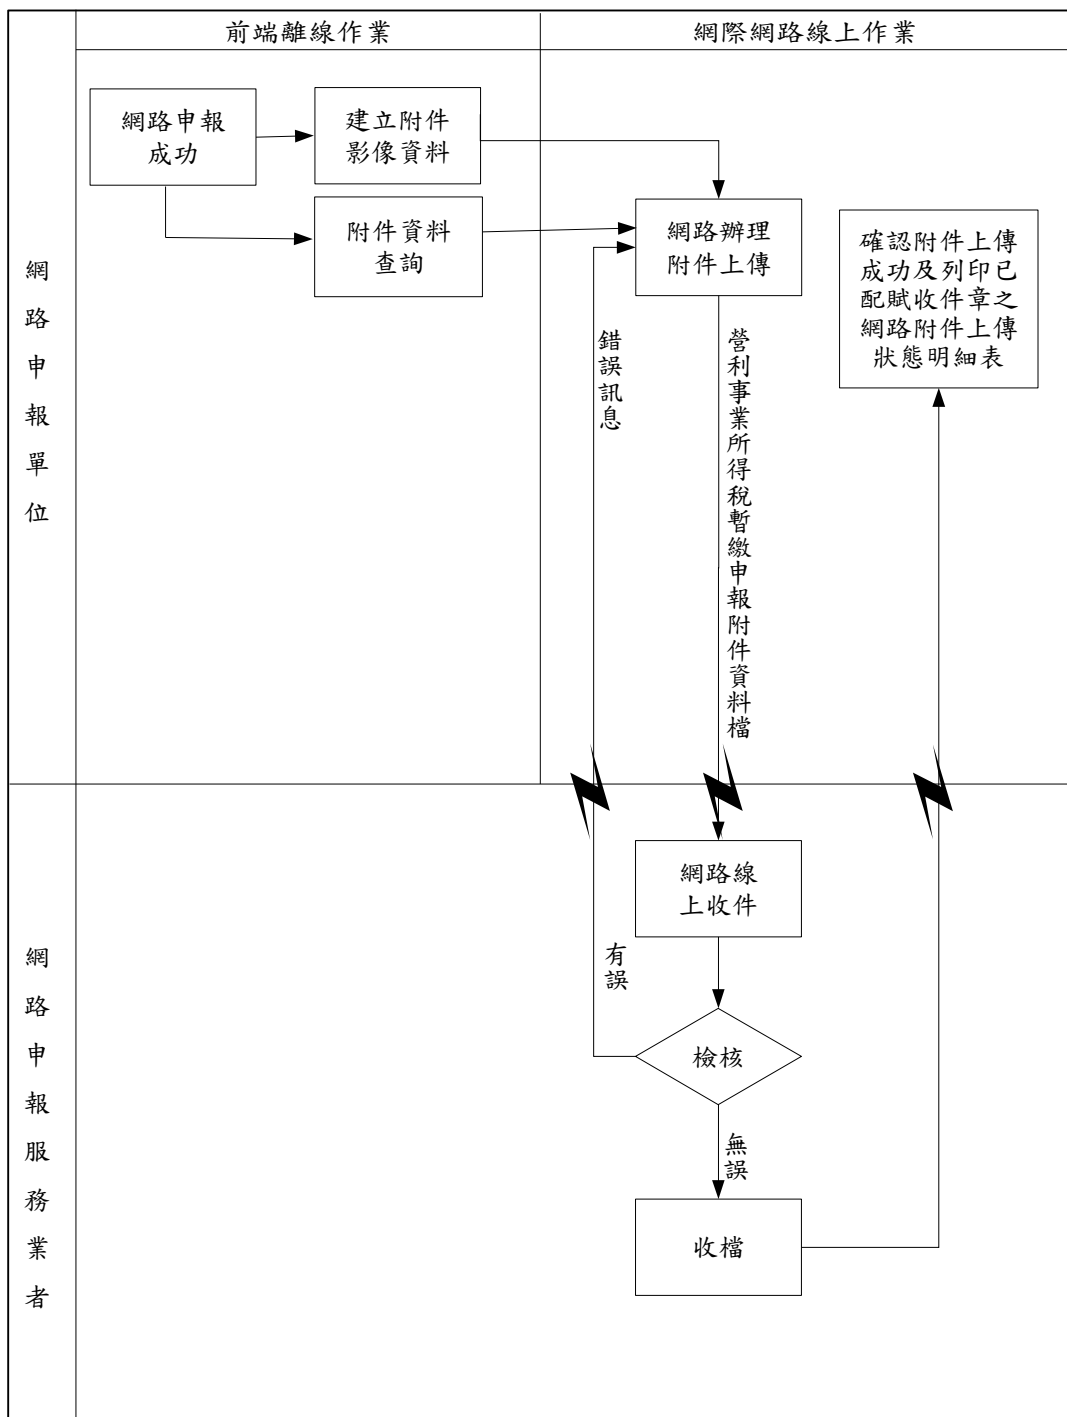 前端離線作業
網際網路線上作業
網路申報單位
網路申報
成功
建立附件
影像資料
附件資料
查詢
網路辦理
附件上傳
確認附件上傳
成功及列印已
配賦收件章之
網路附件上傳
狀態明細表
錯誤訊息
營利事業所得稅暫繳申報附件資料檔
網路申報服務業者
網路線
上收件
有誤
檢核
無誤
收檔